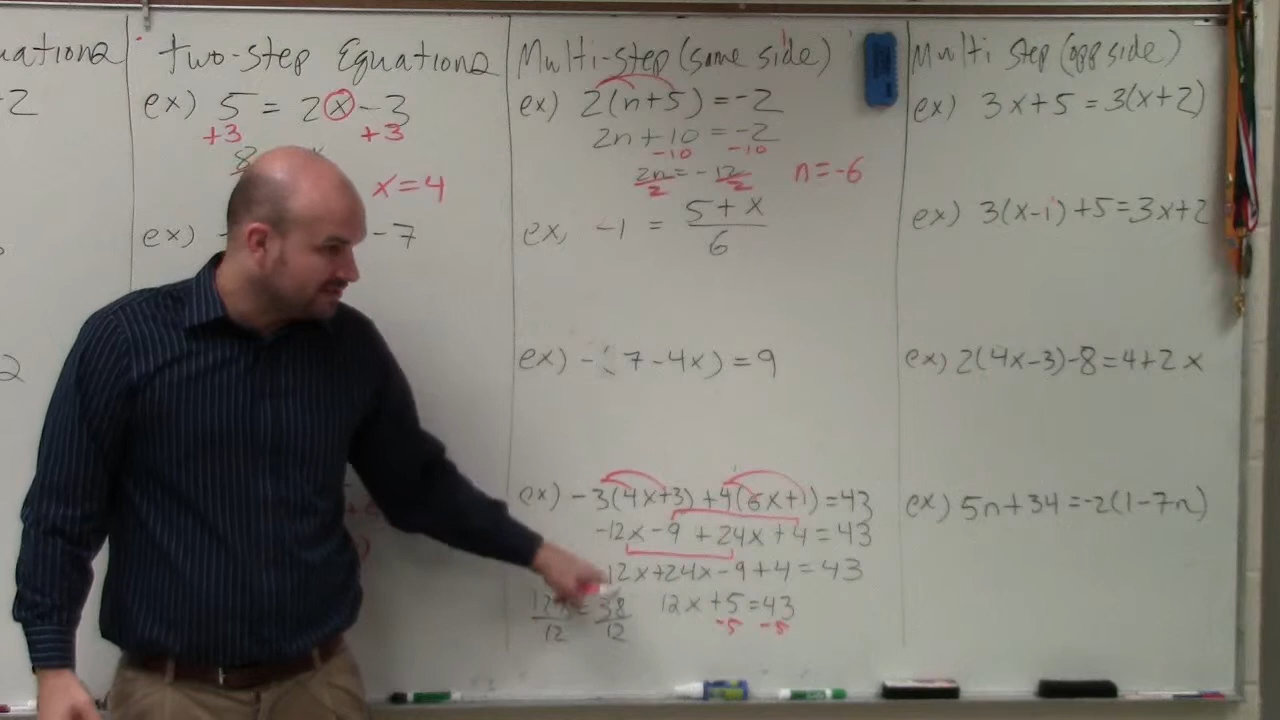 uations
2
2
Two-step Equations
ex) 5 = 2x - 3
+3 +3
8
x=4
ex) - -7
Multi-step (same side)
ex) 2(n+5) = -2
2n + 10 = -2
-10 -10
2n/2 = -12/2 n=-6
ex, -1 = 5+x/6
ex) -(7-4x) = 9
ex) -3(4x+3) +4(6x+1)=43
-12x - 9 + 24x + 4 = 43
12x+24x-9+4=43
12x + 5 = 43
-5 -5
12x/12 = 38/12
Multi Step (opp side)
ex) 3x+5 = 3(x+2)
ex) 3(x-1)+5=3x+2
ex) 2(4x-3)-8=4+2x
ex) 5n+34=-2(1-7n)